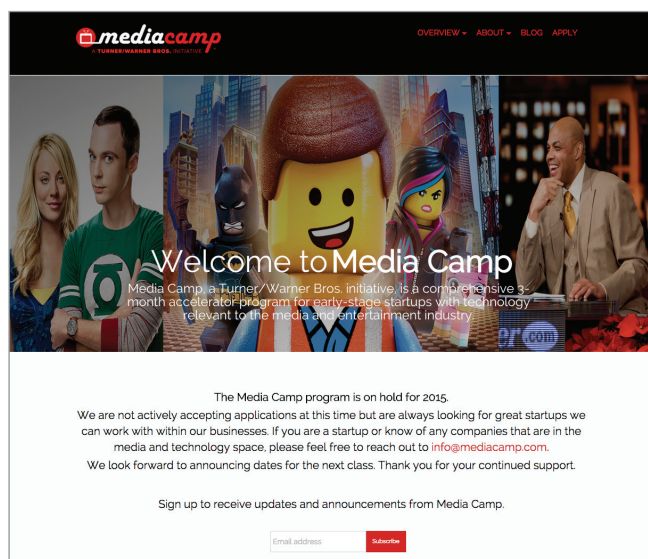 mediacamp
A TURNER/WARNER BROS. INITIATIVE
OVERVIEW ABOUT BLOG APPLY
Welcome to Media Camp
Media Camp, a Turner/Warner Bros. initiative, is a comprehensive 3-
month accelerator program for early-stage startups with technology
relevant to the media and entertainment industry.
.com
The Media Camp program is on hold for 2015.
We are not actively accepting applications at this time but are always looking for great startups we
can work with within our businesses. If you are a startup or know of any companies that are in the
media and technology space, please feel free to reach out to info@mediacamp.com.
We look forward to announcing dates for the next class. Thank you for your continued support.
Sign up to receive updates and announcements from Media Camp.
Email address Subscribe